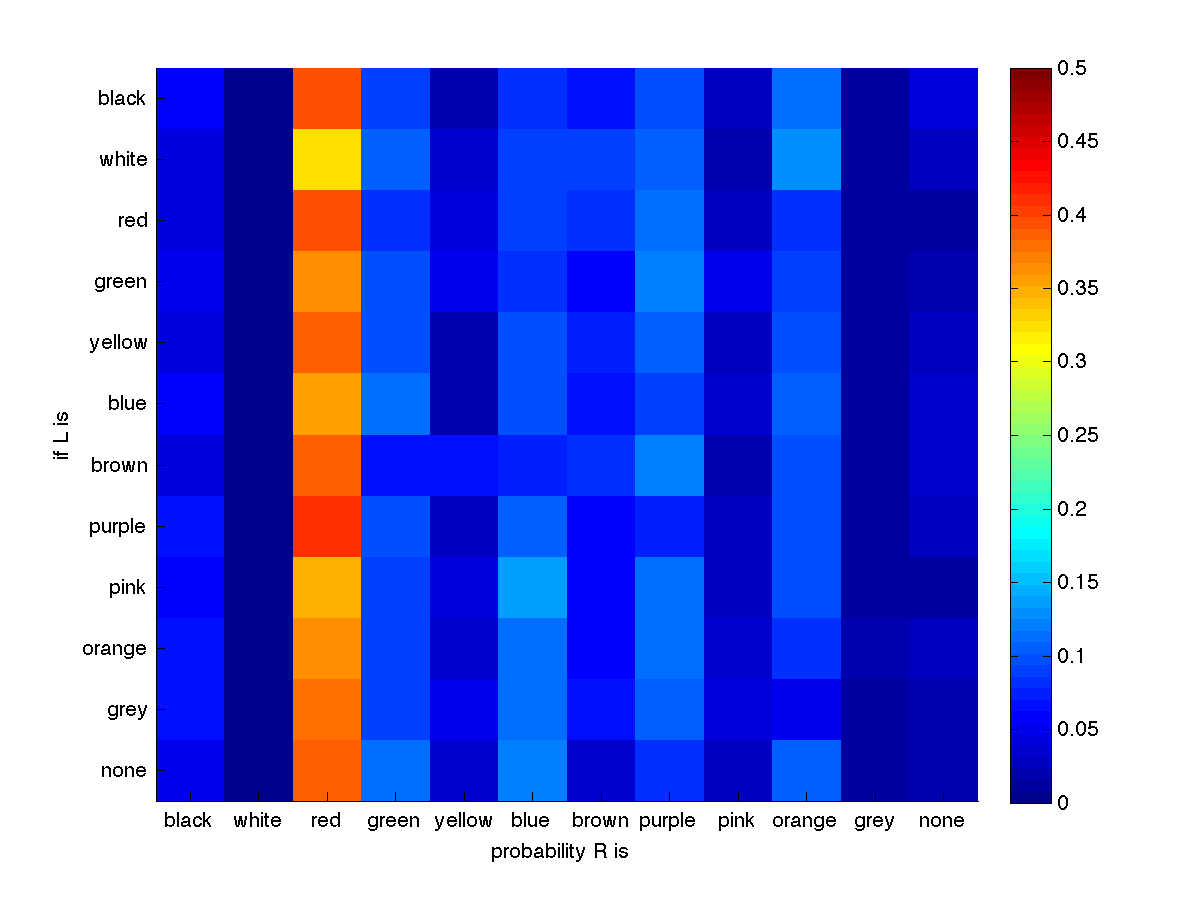 if L is
black
white
red
green
yellow
blue
brown
purple
pink
orange
grey
none
black white red green yellow blue brown purple pink orange grey none
probability R is
0.5
0.45
0.4
0.35
0.3
0.25
0.2
0.15
0.1
0.05
0